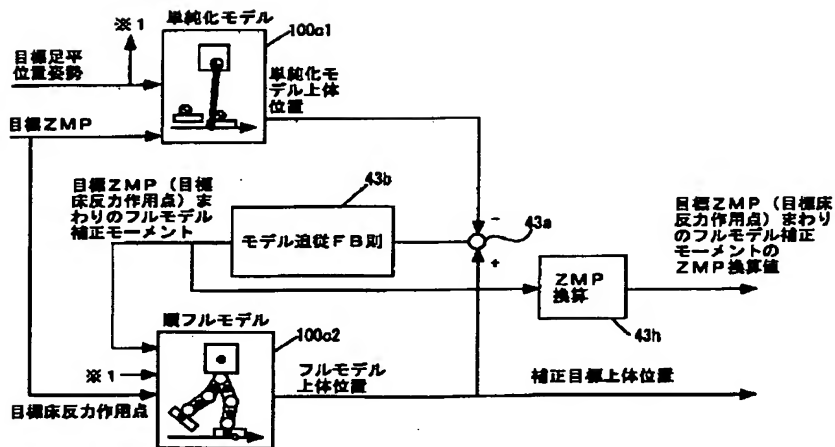 単純化モデル
※1
100c1
目標足平
位置姿勢
単純化モ
デル上体
位置
目標ZMP
目標ZMP(目標
床反力作用点)ま
わりのフルモデル
補正モーメント
43b
モデル追従FB則
-
+
43a
目標ZMP(目標床
反力作用点)まわり
のフルモデル補正
モーメントの
ZMP換算値
ZMP
換算
43h
順フルモデル
100c2
※1
フルモデル
上体位置
補正目標上体位置
目標床反力作用点